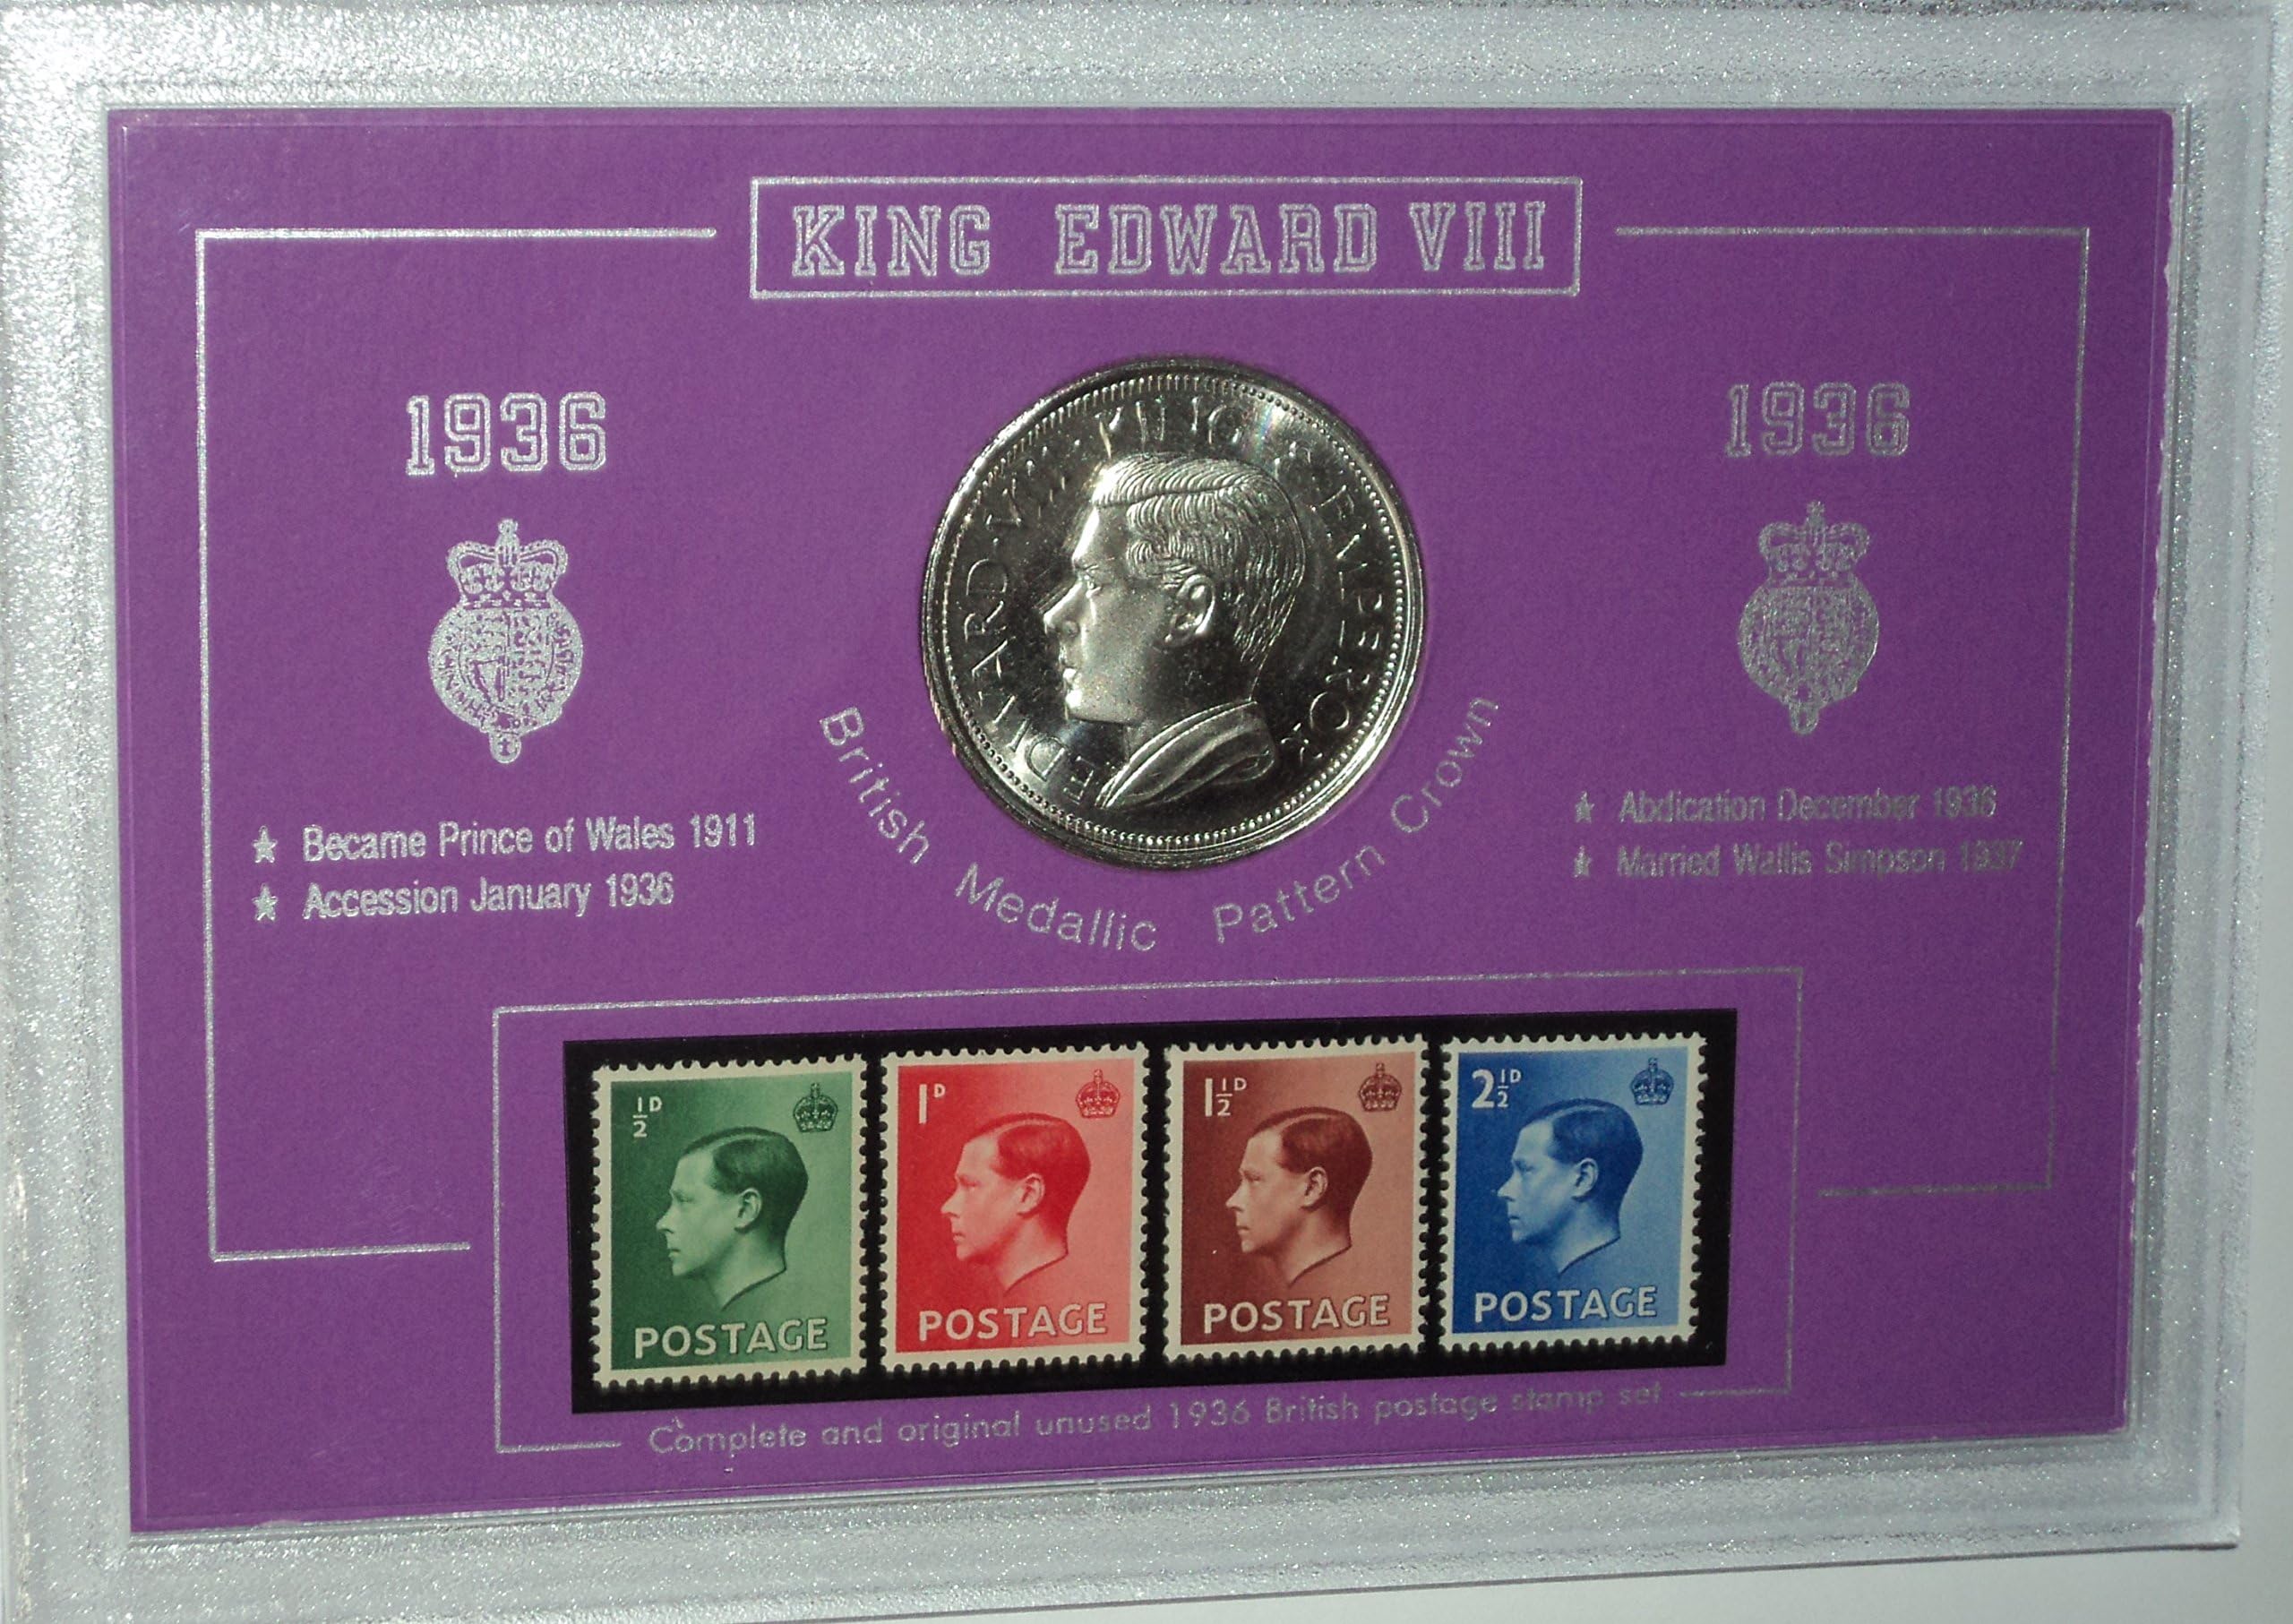 KING EDWARD VIII
1936
1936
EDWARD·VIII·KING·&·EMPEROR
★ Became Prince of Wales 1911
★ Accession January 1936
★ Abdication December 1936
★ Married Wallis Simpson 1937
British Medallic Pattern Crown
½D
POSTAGE
1D
POSTAGE
1½D
POSTAGE
2½D
POSTAGE
Complete and original unused 1936 British postage stamp set